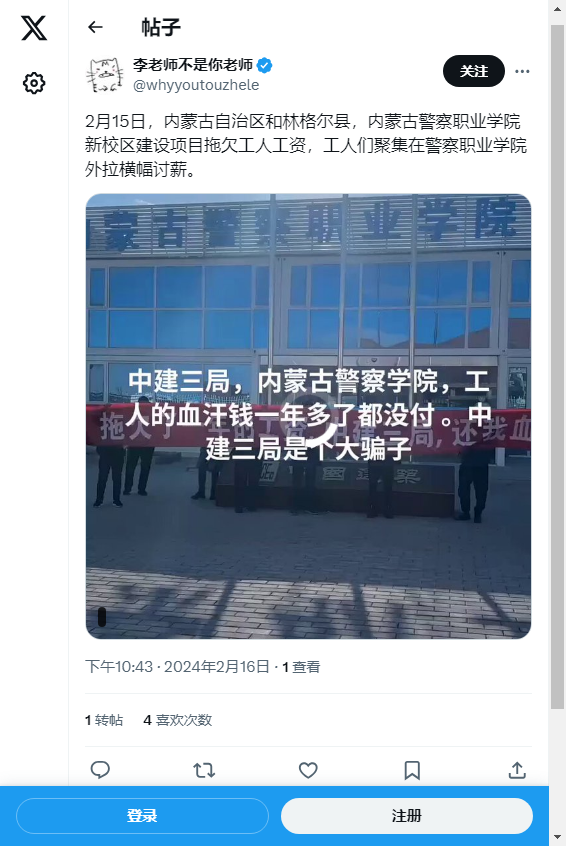 帖子
李老师不是你老师
@whyyoutouzhele
关注
2月15日，内蒙古自治区和林格尔县，内蒙古警察职业学院
新校区建设项目拖欠工人工资，工人们聚集在警察职业学院
外拉横幅讨薪。
内蒙古警察职业学院
中建三局，内蒙古警察学院，工
人的血汗钱一年多了都没付 。中
建三局是个大骗子
拖欠了
局，还我血
下午10:43 · 2024年2月16日 · 1 查看
1 转帖 4 喜欢次数
登录
注册